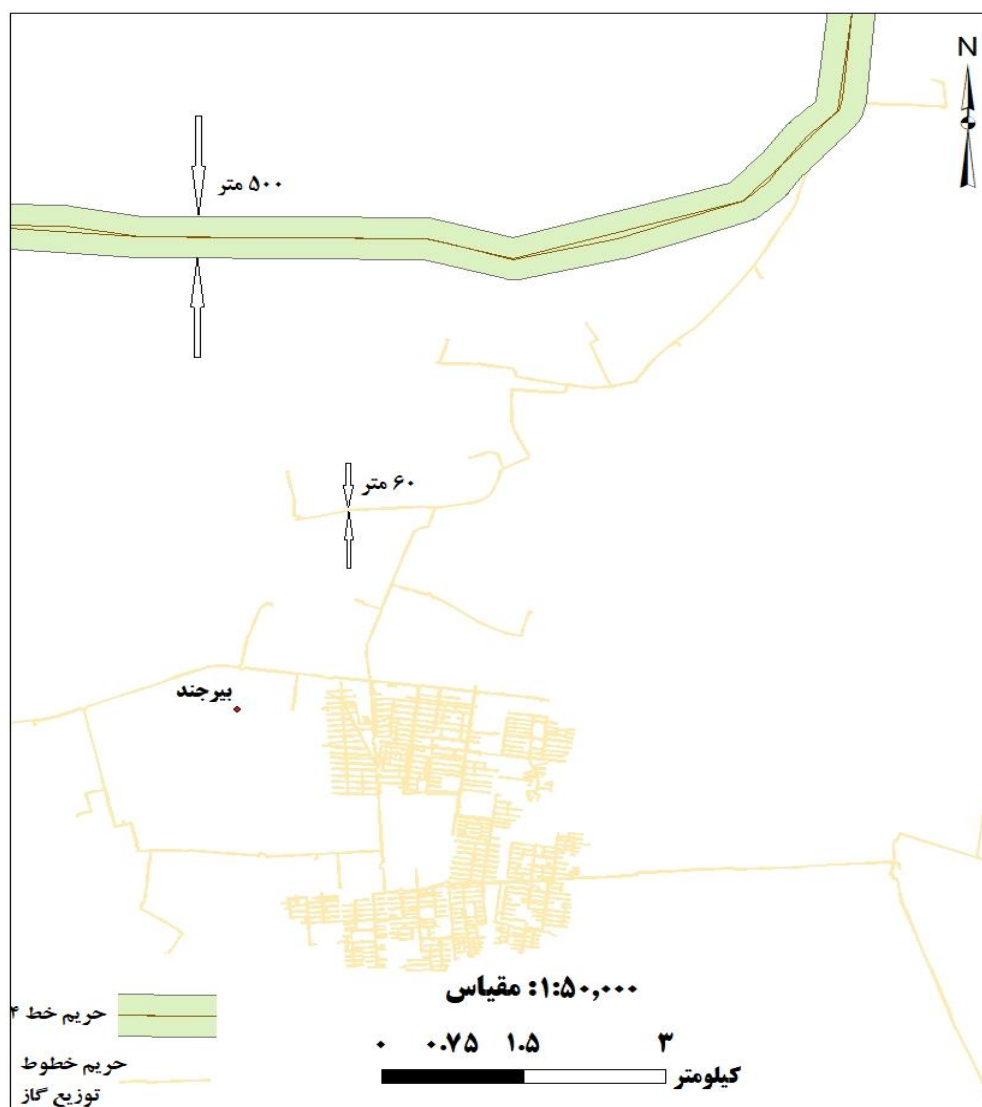 N
۵۰۰ متر
۶۰ متر
بیرجند
مقیاس :۱:۵۰,۰۰۰
۰ ۰.۷۵ ۱.۵ ۳
کیلومتر
حریم خط ۴
حریم خطوط
توزیع گاز